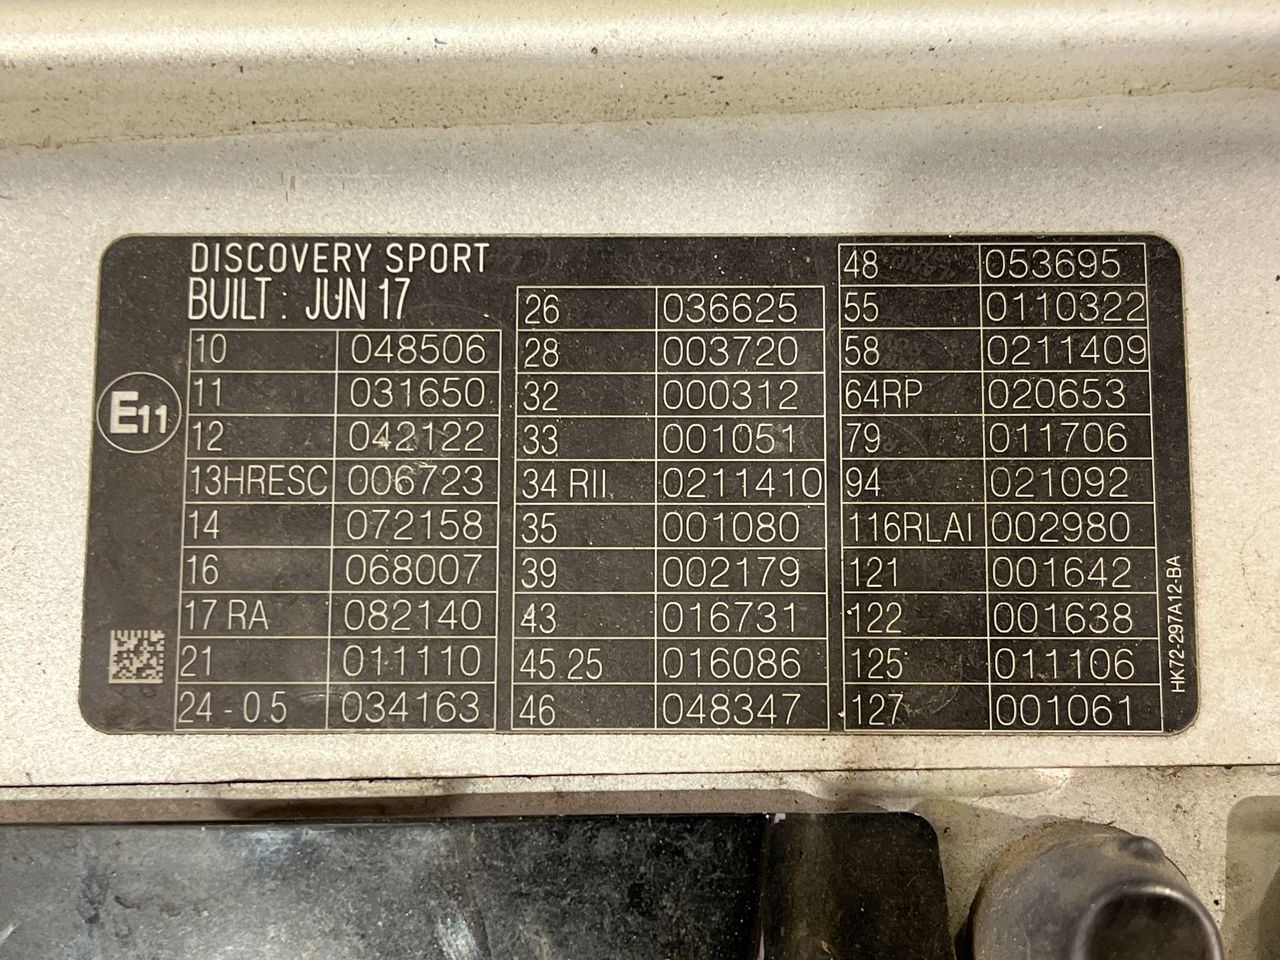 DISCOVERY SPORT
BUILT : JUN 17
E11
10 048506
11 031650
12 042122
13HRESC 006723
14 072158
16 068007
17 RA 082140
21 011110
24 - 0.5 034163
26 036625
28 003720
32 000312
33 001051
34 RII 0211410
35 001080
39 002179
43 016731
45.25 016086
46 048347
48 053695
55 0110322
58 0211409
64RP 020653
79 011706
94 021092
116RLAI 002980
121 001642
122 001638
125 011106
127 001061
HK72-297A12-BA